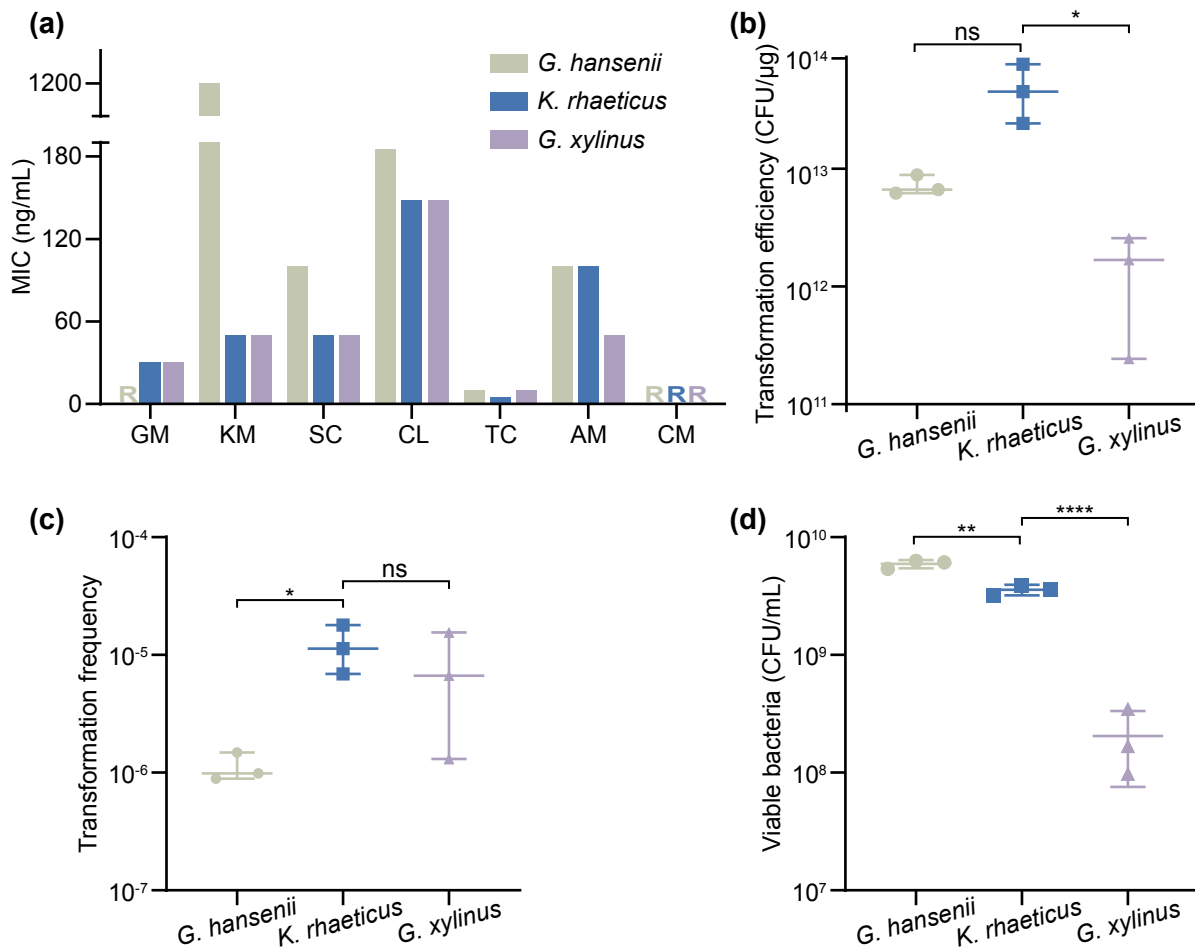 (a)
MIC (ng/mL)
1200
180
120
60
0
G. hansenii
K. rhaeticus
G. xylinus
R
R R R
GM KM SC CL TC AM CM
(b)
Transformation efficiency (CFU/µg)
10^14
10^13
10^12
10^11
ns
*
G. hansenii K. rhaeticus G. xylinus
(c)
Transformation frequency
10^-4
10^-5
10^-6
10^-7
*
ns
G. hansenii K. rhaeticus G. xylinus
(d)
Viable bacteria (CFU/mL)
10^10
10^9
10^8
10^7
**
****
G. hansenii K. rhaeticus G. xylinus